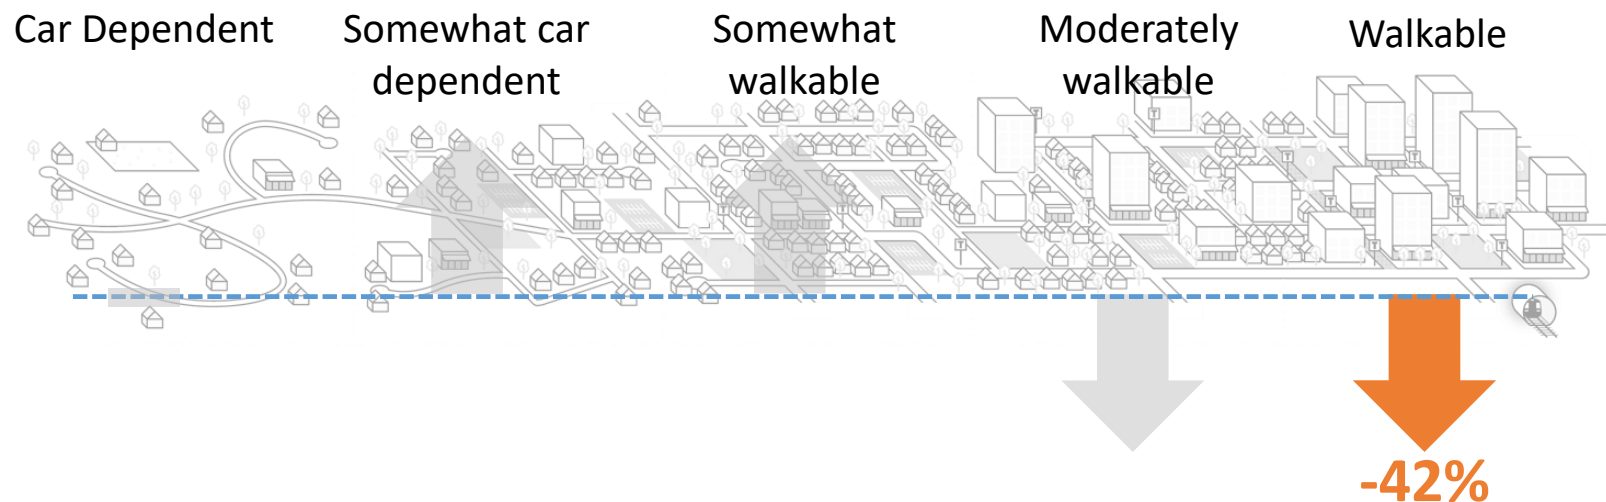 Car Dependent
Somewhat car
dependent
Somewhat
walkable
Moderately
walkable
Walkable
-42%